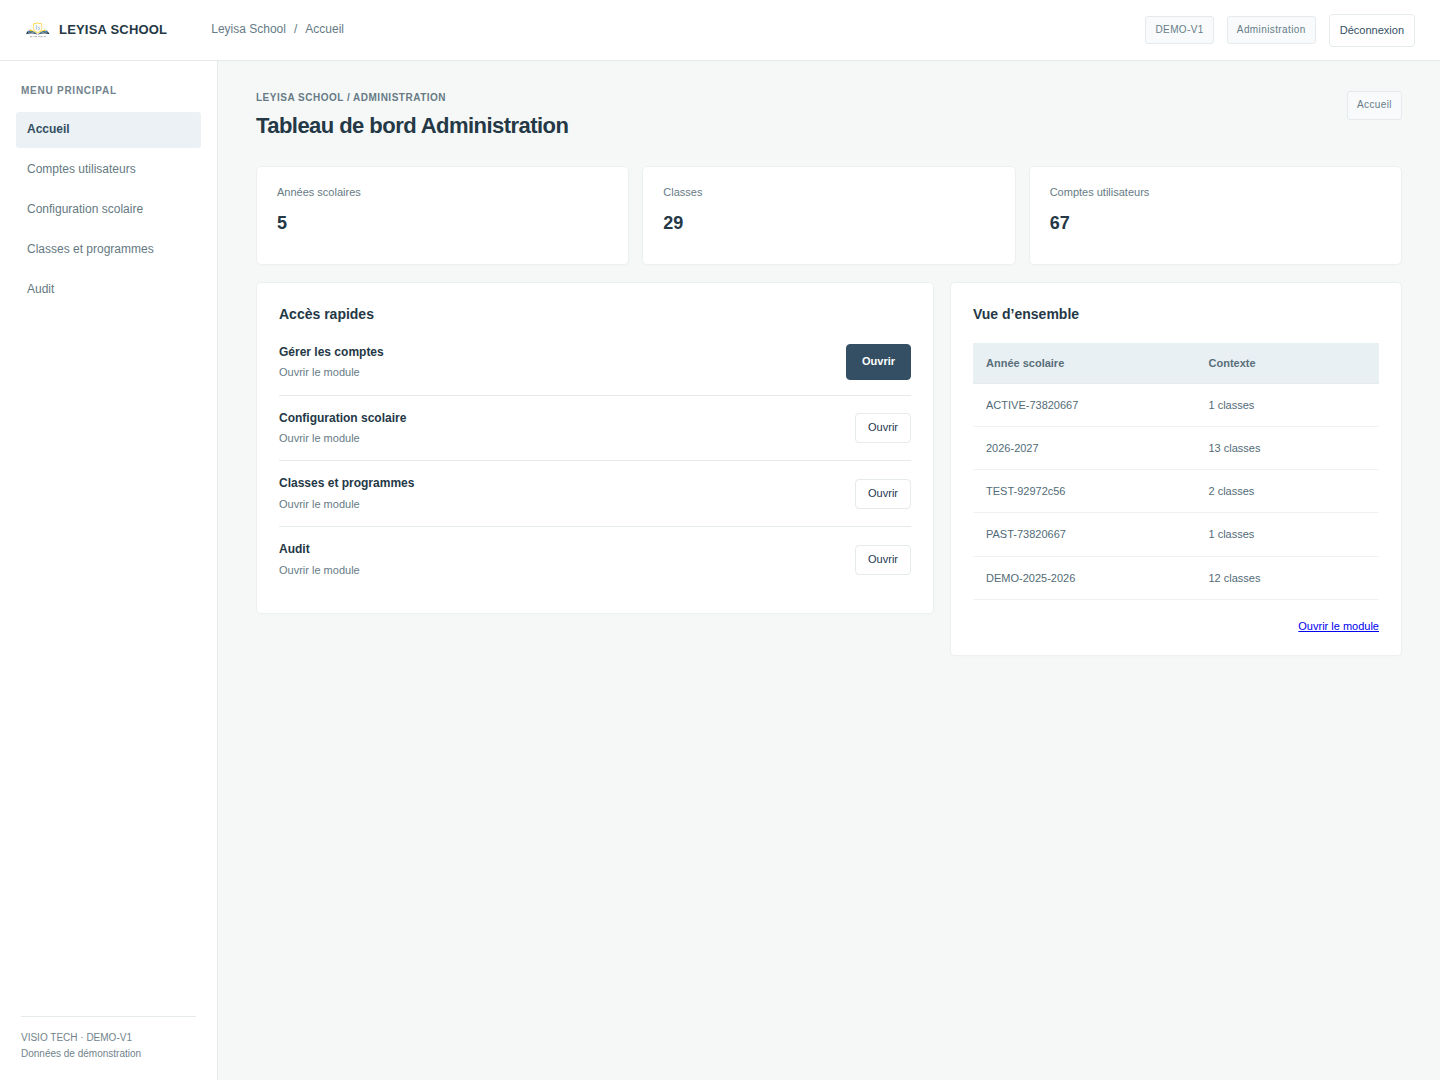 LEYISA SCHOOL
Leyisa School / Accueil
DEMO-V1
Administration
Déconnexion
MENU PRINCIPAL
Accueil
Comptes utilisateurs
Configuration scolaire
Classes et programmes
Audit
VISIO TECH · DEMO-V1
Données de démonstration
LEYISA SCHOOL / ADMINISTRATION
Tableau de bord Administration
Accueil
Années scolaires
5
Classes
29
Comptes utilisateurs
67
Accès rapides
Gérer les comptes
Ouvrir le module
Ouvrir
Configuration scolaire
Ouvrir le module
Ouvrir
Classes et programmes
Ouvrir le module
Ouvrir
Audit
Ouvrir le module
Ouvrir
Vue d’ensemble
Année scolaire Contexte
ACTIVE-73820667 1 classes
2026-2027 13 classes
TEST-92972c56 2 classes
PAST-73820667 1 classes
DEMO-2025-2026 12 classes
Ouvrir le module